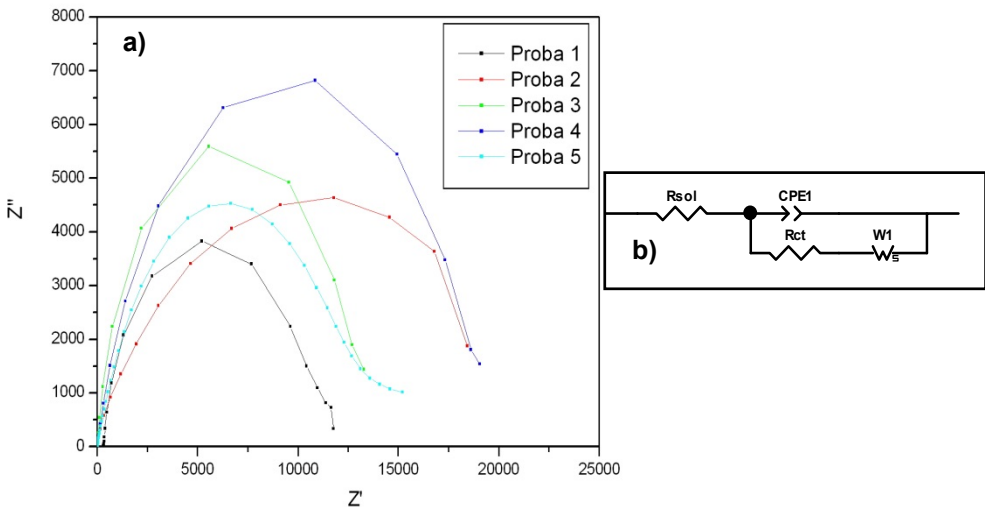 a)
Proba 1
Proba 2
Proba 3
Proba 4
Proba 5
8000
7000
6000
5000
4000
3000
2000
1000
0
Z"
0 5000 10000 15000 20000 25000
Z'
Rsol CPE1
Rct W1
s
b)